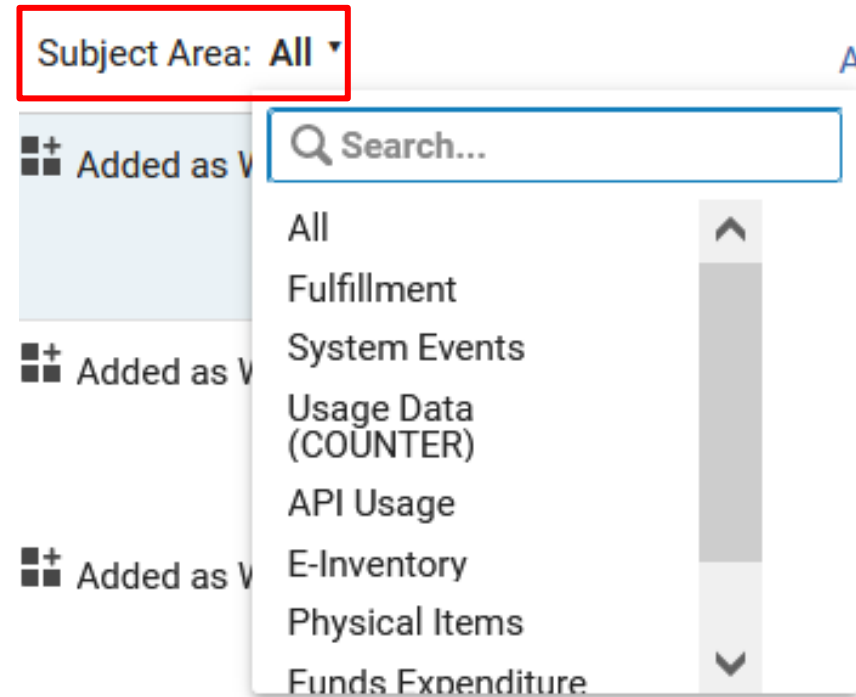 Subject Area: All
Added as
Search...
All
Fulfillment
Added as
System Events
Usage Data
(COUNTER)
API Usage
Added as
E-Inventory
Physical Items
Funds Expenditure